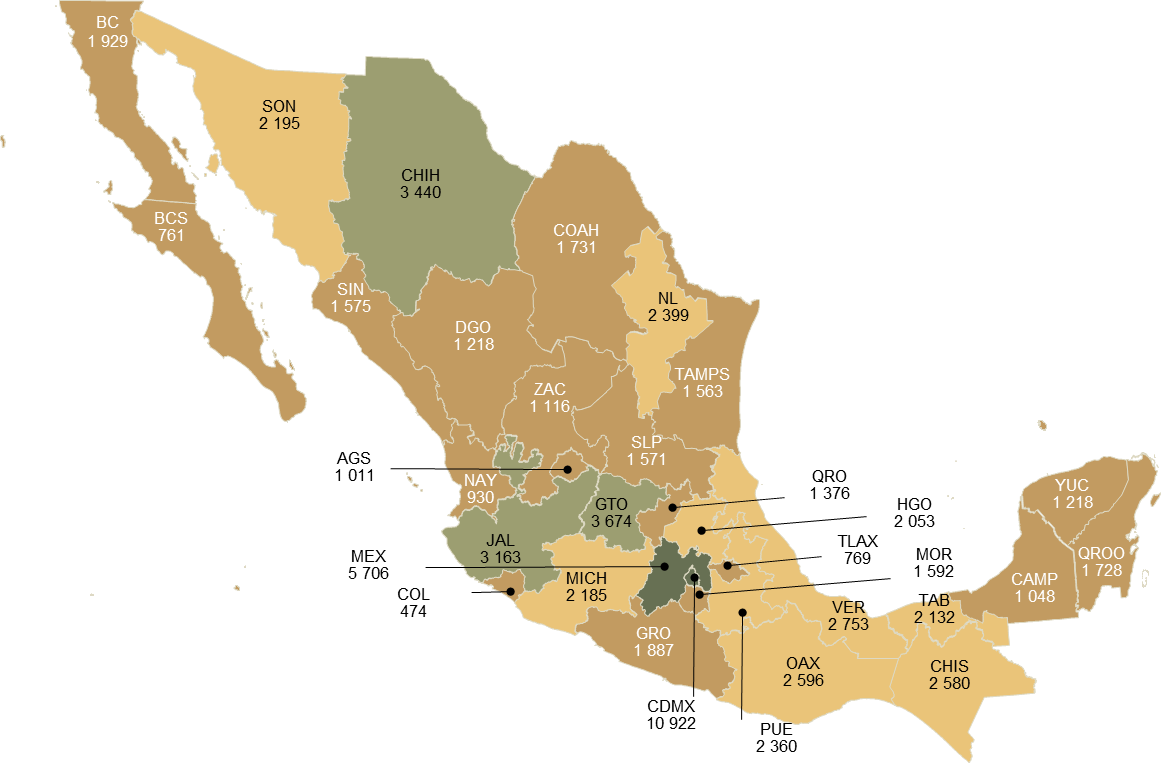 BC
1 929
SON
2 195
CHIH
3 440
BCS
761
COAH
1 731
SIN
1 575
NL
2 399
DGO
1 218
TAMPS
1 563
ZAC
1 116
SLP
1 571
AGS
1 011
NAY
930
QRO
1 376
YUC
1 218
GTO
3 674
HGO
2 053
JAL
3 163
TLAX
769
MEX
5 706
MOR
1 592
QROO
1 728
MICH
2 185
CAMP
1 048
COL
474
VER
2 753
TAB
2 132
GRO
1 887
OAX
2 596
CHIS
2 580
CDMX
10 922
PUE
2 360